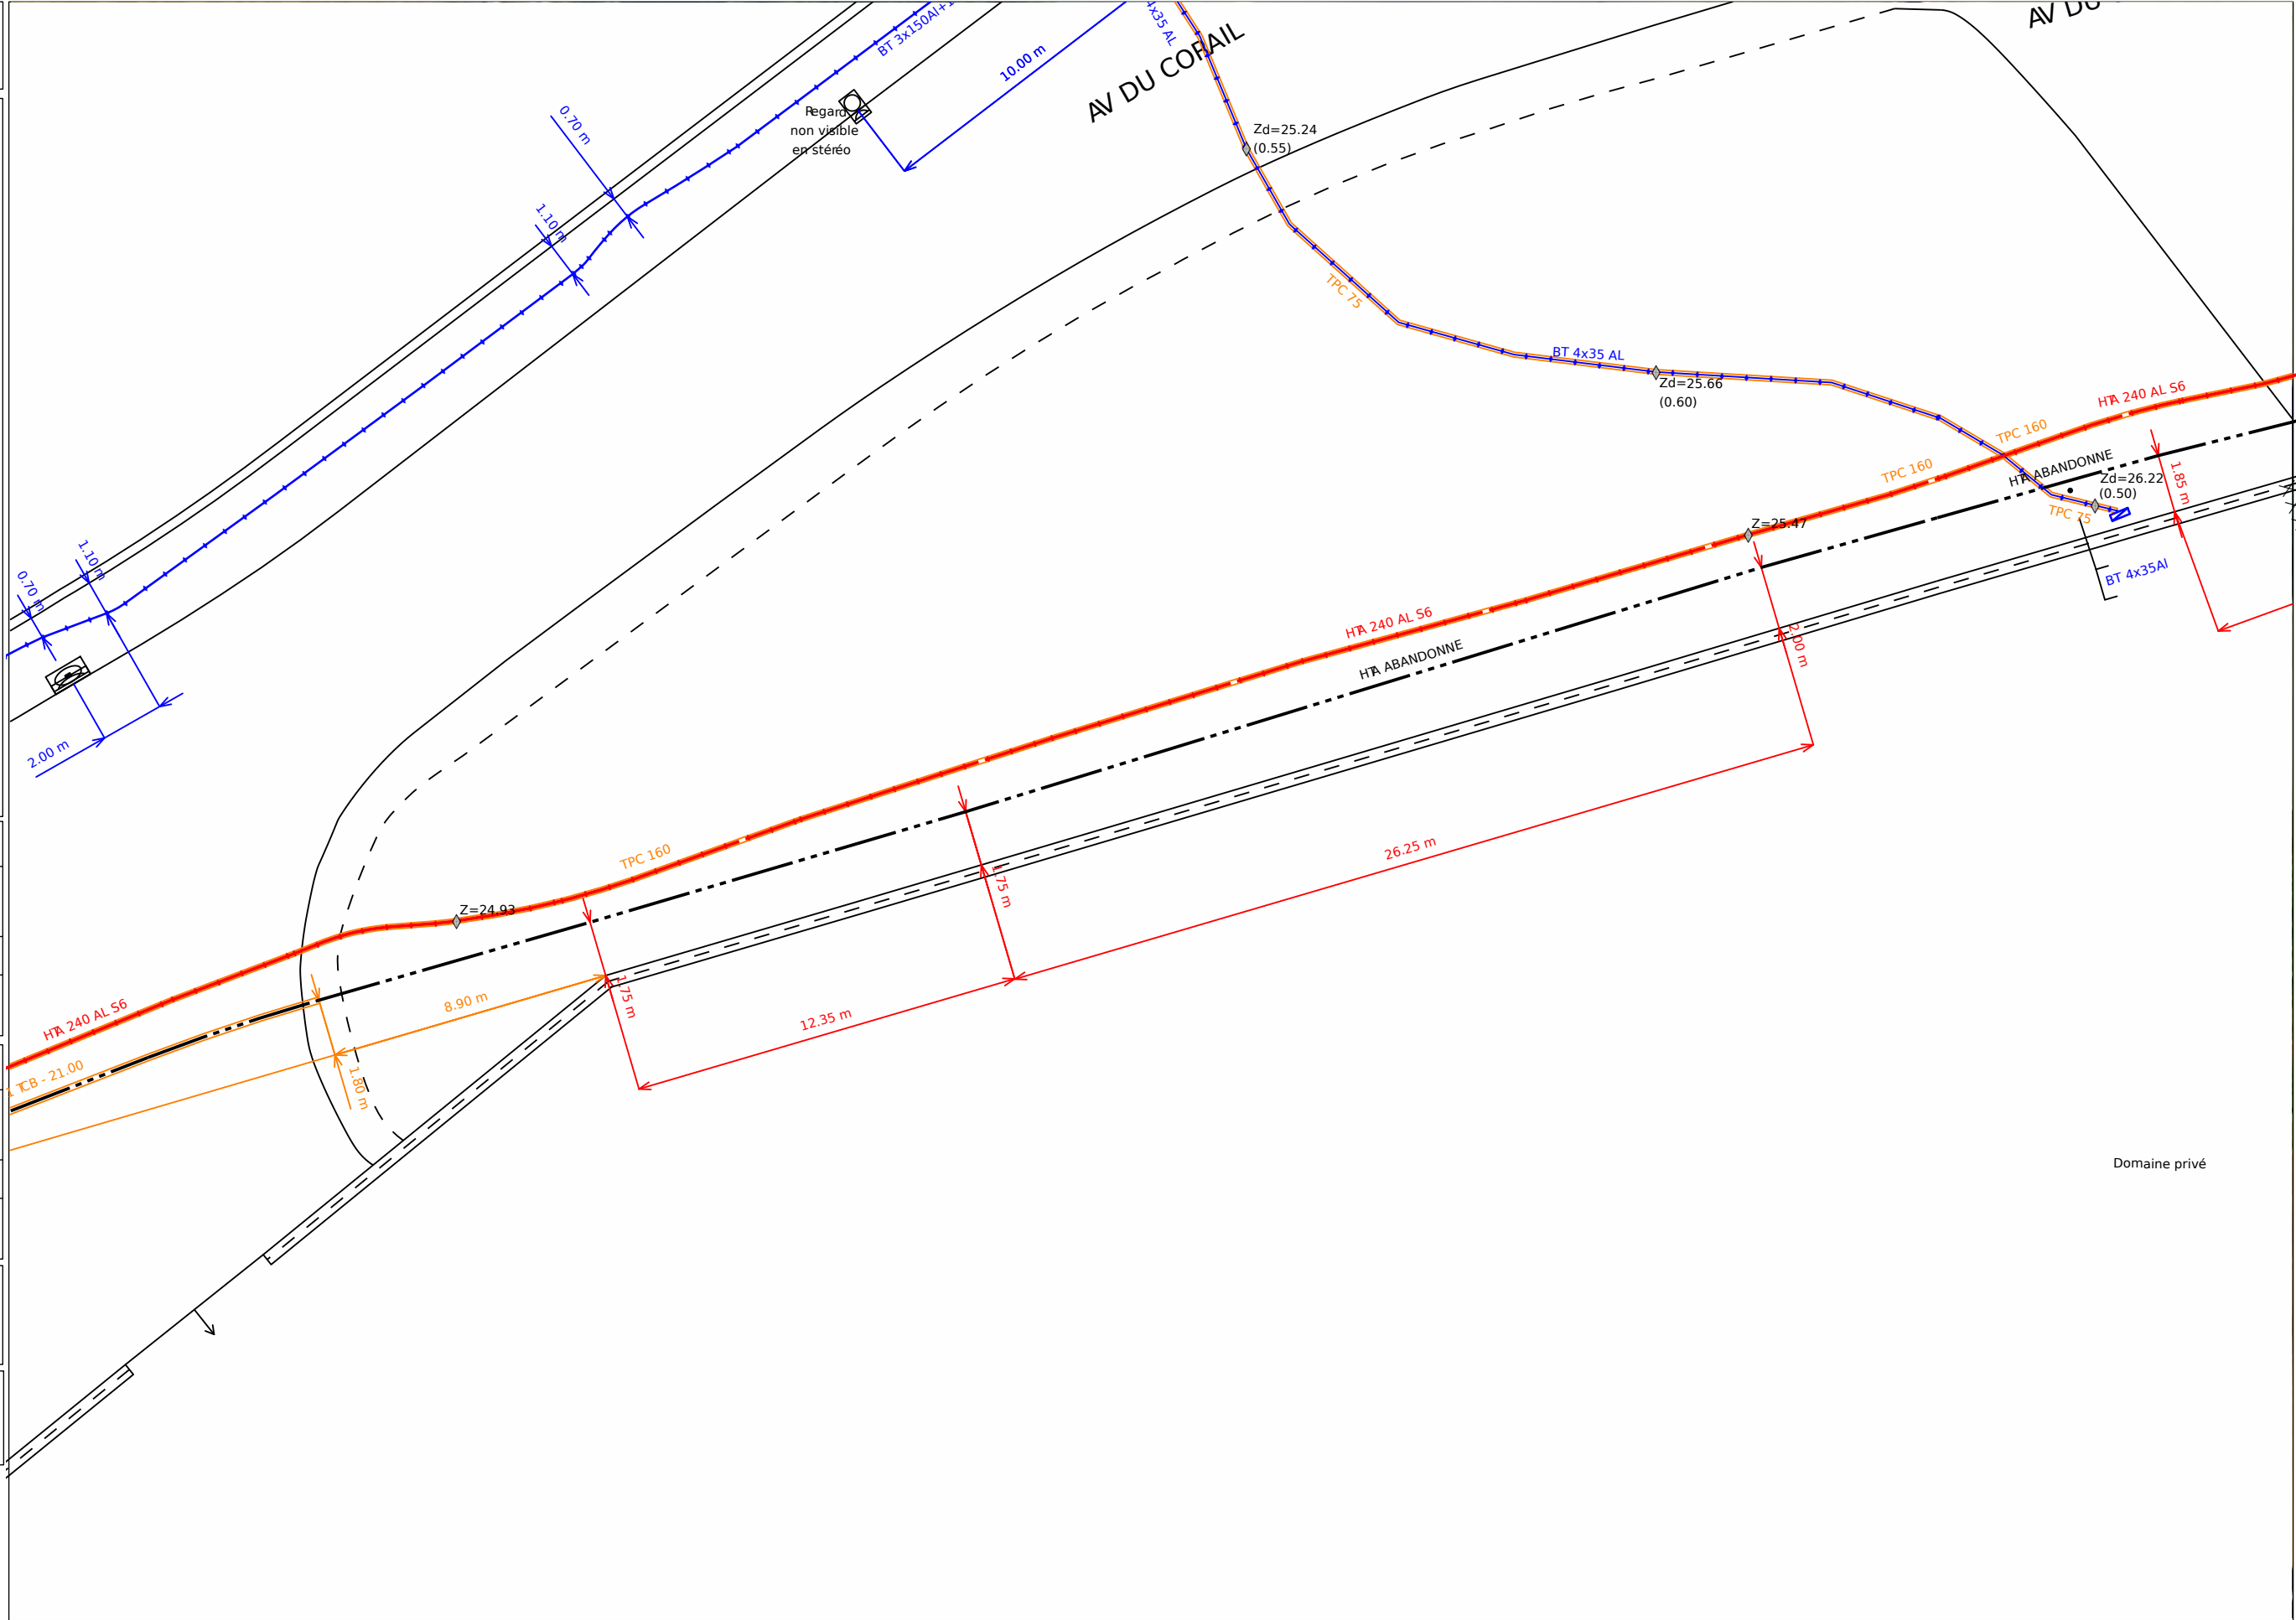 BT 3x150Al+1
4x35 AL
AV DU CORAIL
AV DU
10.00 m
0.70 m
Regard
non visible
en stéréo
Zd=25.24
(0.55)
1.10 m
TPC 75
BT 4x35 AL
Zd=25.66
(0.60)
HTA 240 AL S6
TPC 160
TPC 160
HTA ABANDONNE
Zd=26.22
(0.50)
1.85 m
TPC 75
Z=25.47
BT 4x35Al
1.10 m
0.70 m
HTA 240 AL S6
HTA ABANDONNE
2.00 m
2.00 m
26.25 m
TPC 160
1.75 m
Z=24.93
1.75 m
8.90 m
12.35 m
HTA 240 AL S6
TCB - 21.00
1.80 m
Domaine privé